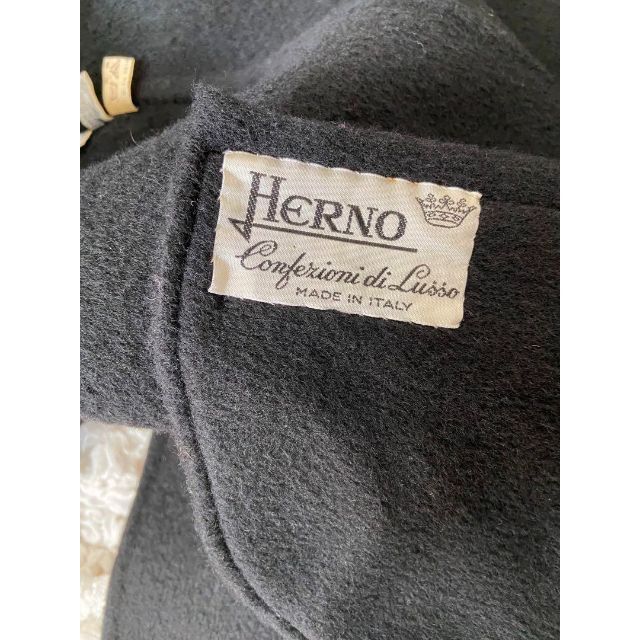 HERNO
Confezioni di Lusso
MADE IN ITALY